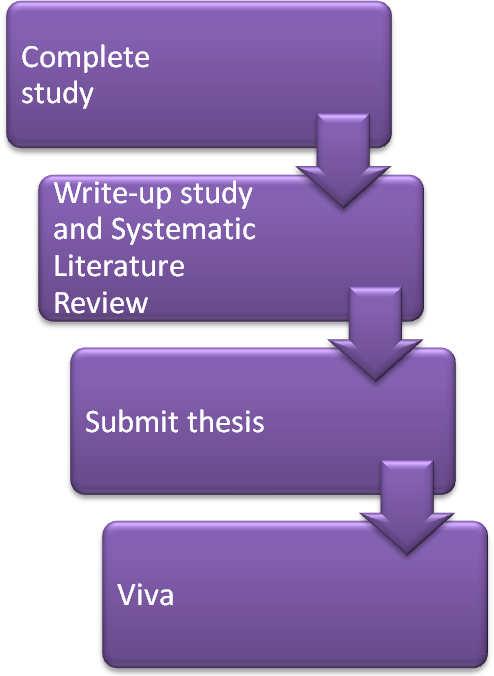 Complete
study
Write-up study
and Systematic
Literature
Review
Submit thesis
Viva